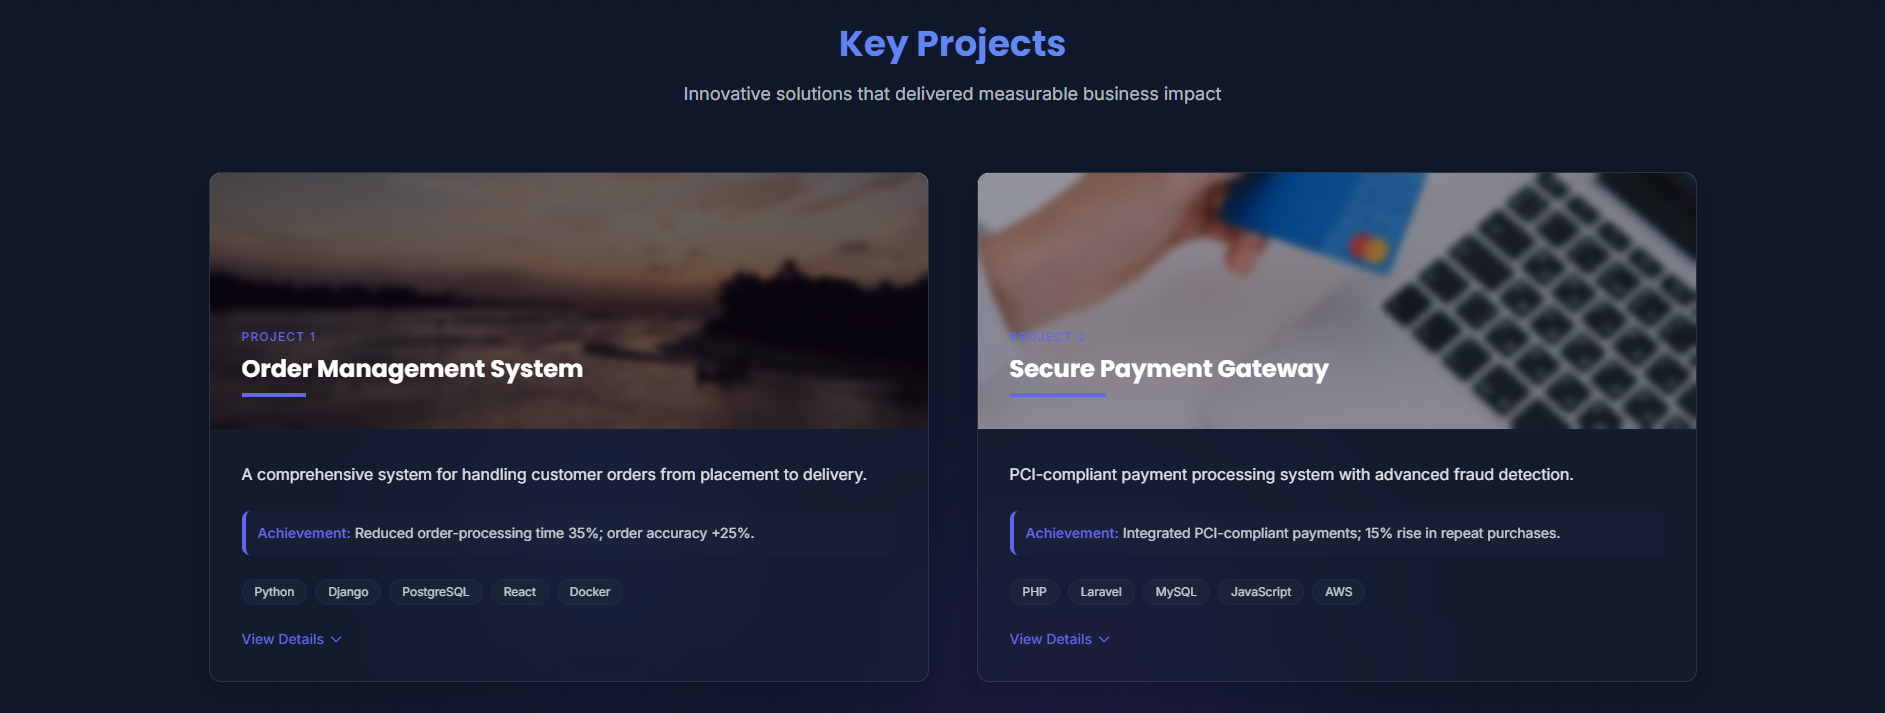 Key Projects
Innovative solutions that delivered measurable business impact
PROJECT 1
Order Management System
A comprehensive system for handling customer orders from placement to delivery.
Achievement: Reduced order-processing time 35%; order accuracy +25%.
Python Django PostgreSQL React Docker
View Details
PROJECT 2
Secure Payment Gateway
PCI-compliant payment processing system with advanced fraud detection.
Achievement: Integrated PCI-compliant payments; 15% rise in repeat purchases.
PHP Laravel MySQL JavaScript AWS
View Details